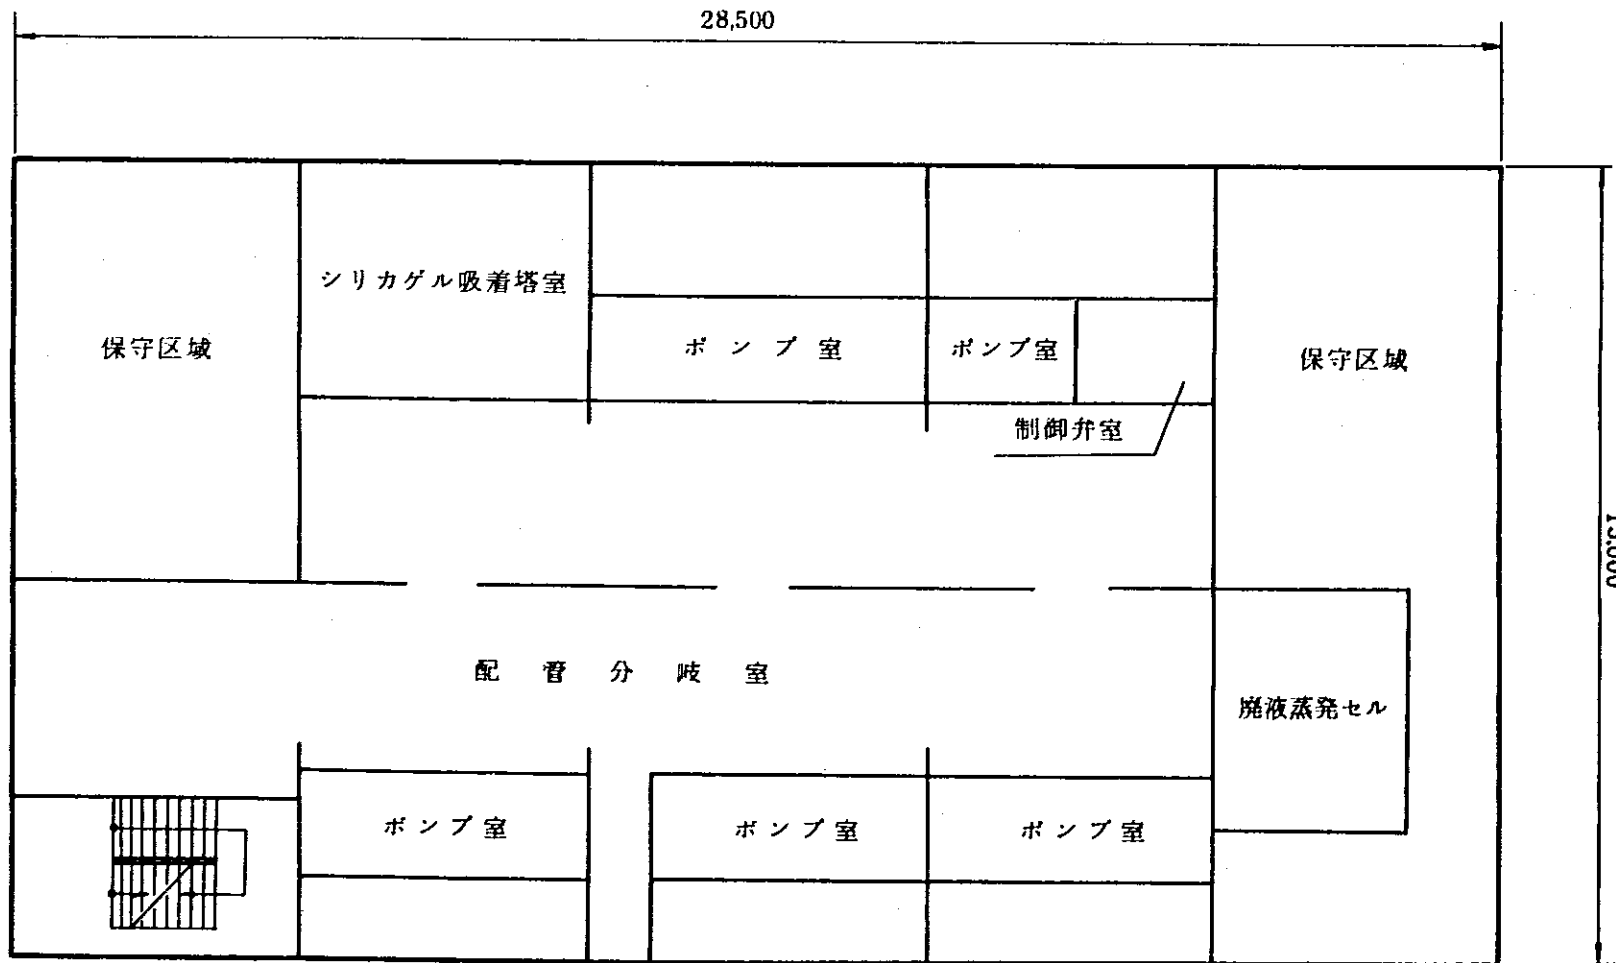 28,500
シリカゲル吸着塔室
保守区域
ポンプ室
ポンプ室
保守区域
制御弁室
配管分岐室
廃液蒸発セル
ポンプ室
ポンプ室
ポンプ室